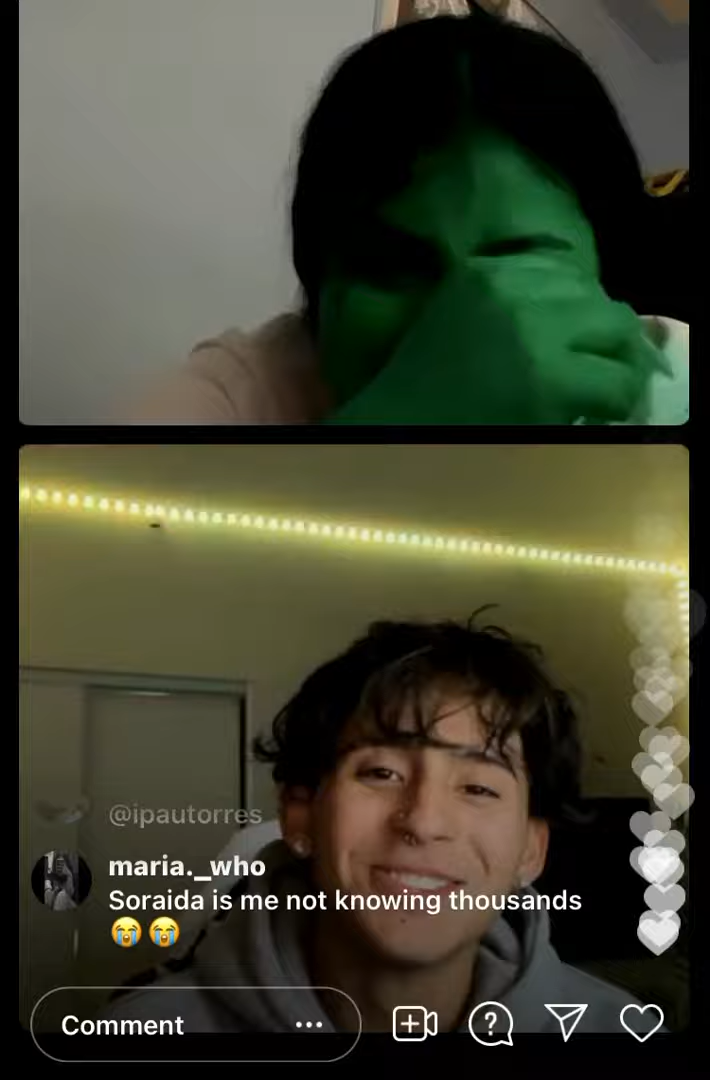 @ipautorres
maria._who
Soraida is me not knowing thousands
😭😭
Comment